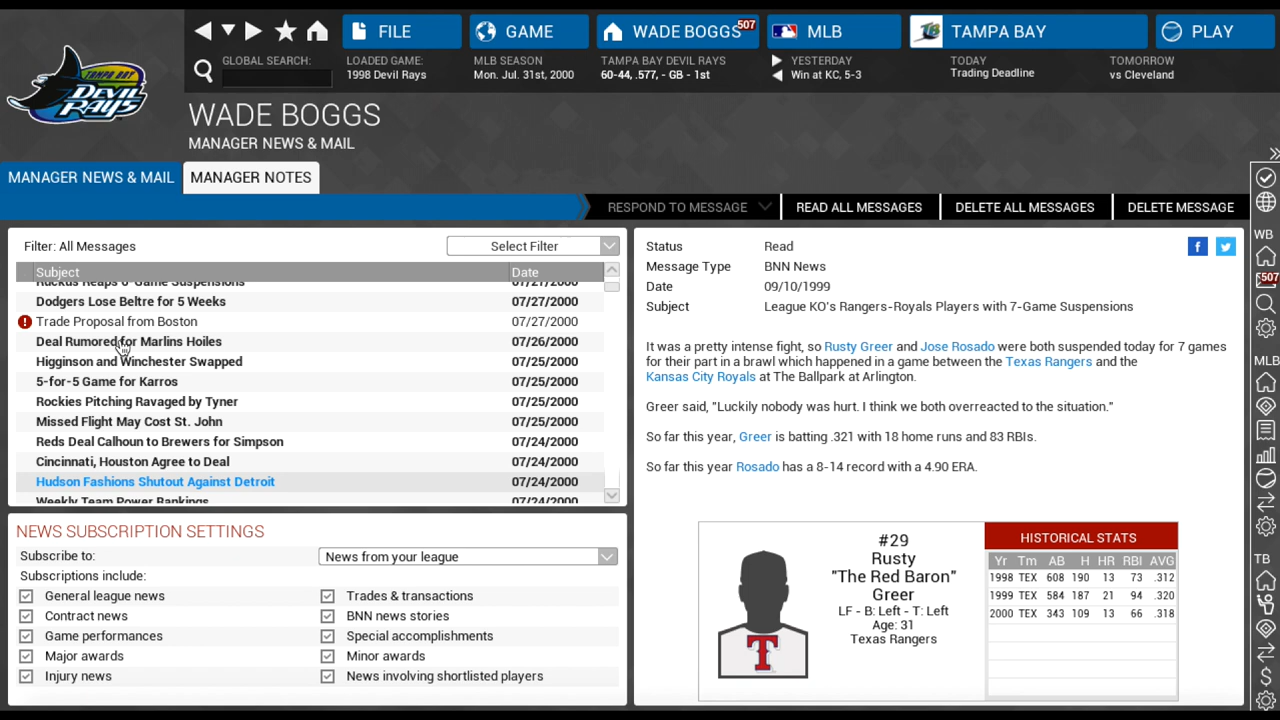 TAMPA BAY
DEVIL
RAYS
FILE
GAME
WADE BOGGS
507
MLB
TAMPA BAY
PLAY
GLOBAL SEARCH:
LOADED GAME:
1998 Devil Rays
MLB SEASON
Mon. Jul. 31st, 2000
TAMPA BAY DEVIL RAYS
60-44, .577, - GB - 1st
YESTERDAY
Win at KC, 5-3
TODAY
Trading Deadline
TOMORROW
vs Cleveland
WADE BOGGS
MANAGER NEWS & MAIL
MANAGER NEWS & MAIL
MANAGER NOTES
RESPOND TO MESSAGE
READ ALL MESSAGES
DELETE ALL MESSAGES
DELETE MESSAGE
Filter: All Messages
Select Filter
Subject Date
Ruckus Reaps 6-Game Suspensions 07/27/2000
Dodgers Lose Beltre for 5 Weeks 07/27/2000
Trade Proposal from Boston 07/27/2000
Deal Rumored for Marlins Hoiles 07/26/2000
Higginson and Winchester Swapped 07/25/2000
5-for-5 Game for Karros 07/25/2000
Rockies Pitching Ravaged by Tyner 07/25/2000
Missed Flight May Cost St. John 07/25/2000
Reds Deal Calhoun to Brewers for Simpson 07/24/2000
Cincinnati, Houston Agree to Deal 07/24/2000
Hudson Fashions Shutout Against Detroit 07/24/2000
Weekly Team Power Rankings 07/24/2000
NEWS SUBSCRIPTION SETTINGS
Subscribe to: News from your league
Subscriptions include:
General league news Trades & transactions
Contract news BNN news stories
Game performances Special accomplishments
Major awards Minor awards
Injury news News involving shortlisted players
Status Read
Message Type BNN News
Date 09/10/1999
Subject League KO's Rangers-Royals Players with 7-Game Suspensions
It was a pretty intense fight, so Rusty Greer and Jose Rosado were both suspended today for 7 games
for their part in a brawl which happened in a game between the Texas Rangers and the
Kansas City Royals at The Ballpark at Arlington.
Greer said, "Luckily nobody was hurt. I think we both overreacted to the situation."
So far this year, Greer is batting .321 with 18 home runs and 83 RBIs.
So far this year Rosado has a 8-14 record with a 4.90 ERA.
#29
Rusty
"The Red Baron"
Greer
LF - B: Left - T: Left
Age: 31
Texas Rangers
T
HISTORICAL STATS
Yr Tm AB H HR RBI AVG
1998 TEX 608 190 13 73 .312
1999 TEX 584 187 21 94 .320
2000 TEX 343 109 13 66 .318
WB
507
MLB
TB
$